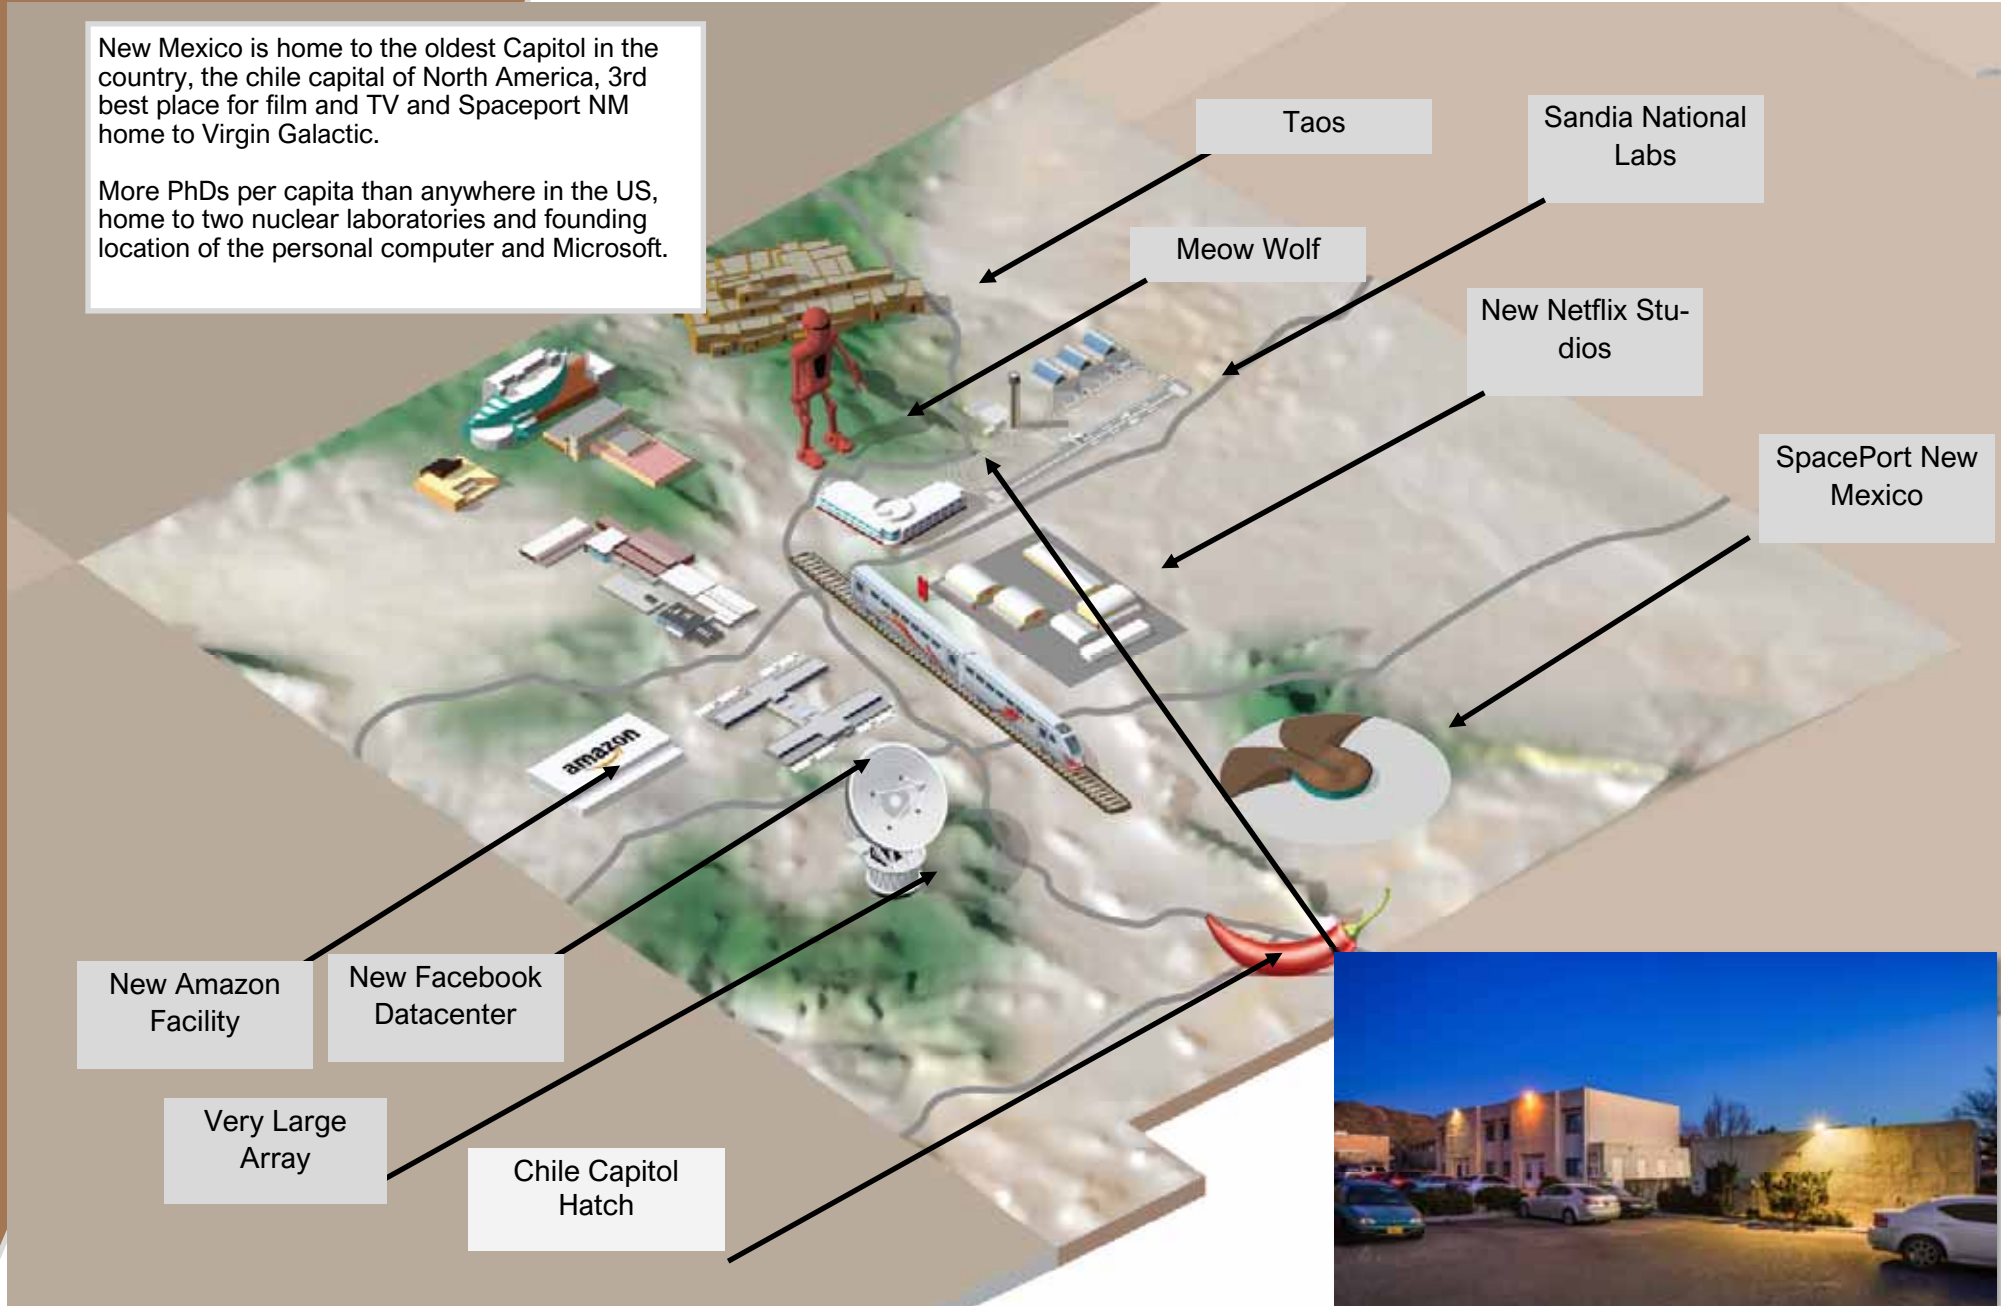 New Mexico is home to the oldest Capitol in the
country, the chile capital of North America, 3rd
best place for film and TV and Spaceport NM
home to Virgin Galactic.
More PhDs per capita than anywhere in the US,
home to two nuclear laboratories and founding
location of the personal computer and Microsoft.
Taos
Sandia National
Labs
Meow Wolf
New Netflix Stu-
dios
SpacePort New
Mexico
amazon
New Amazon
Facility
New Facebook
Datacenter
Very Large
Array
Chile Capitol
Hatch